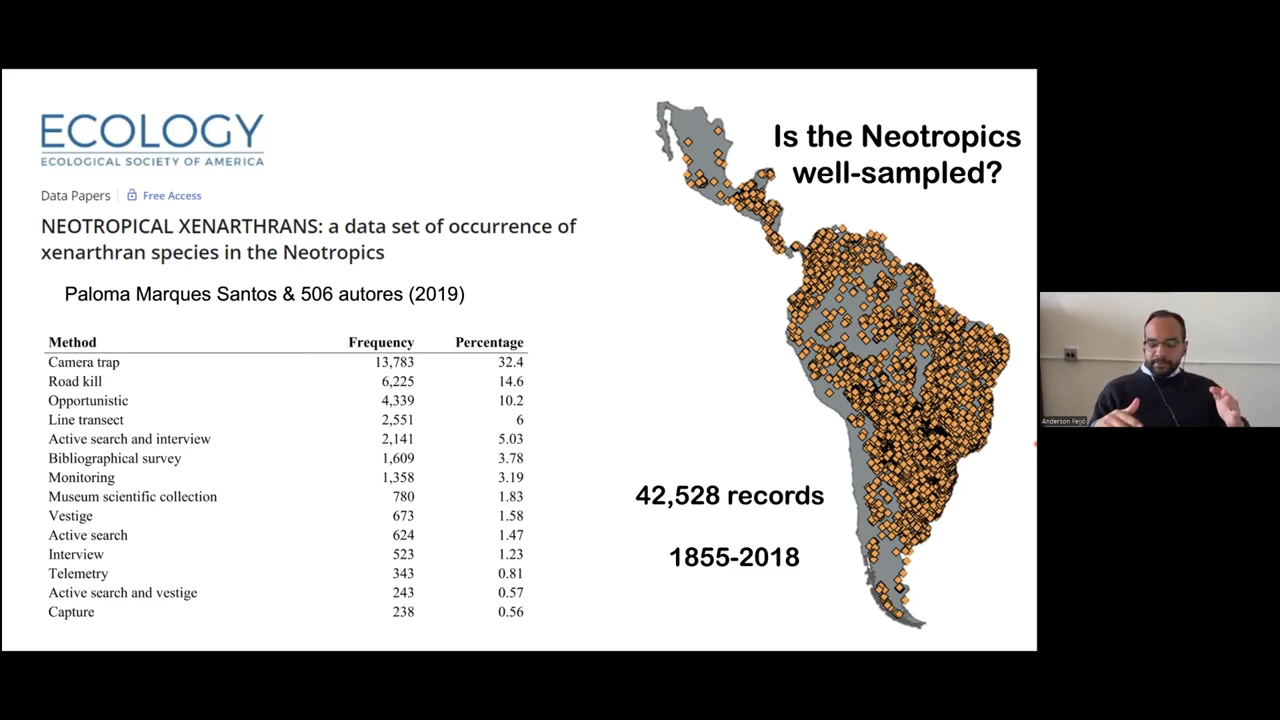 ECOLOGY
ECOLOGICAL SOCIETY OF AMERICA
Data Papers Free Access
NEOTROPICAL XENARTHRANS: a data set of occurrence of
xenarthran species in the Neotropics
Paloma Marques Santos & 506 autores (2019)
Method Frequency Percentage
Camera trap 13,783 32.4
Road kill 6,225 14.6
Opportunistic 4,339 10.2
Line transect 2,551 6
Active search and interview 2,141 5.03
Bibliographical survey 1,609 3.78
Monitoring 1,358 3.19
Museum scientific collection 780 1.83
Vestige 673 1.58
Active search 624 1.47
Interview 523 1.23
Telemetry 343 0.81
Active search and vestige 243 0.57
Capture 238 0.56
Is the Neotropics
well-sampled?
42,528 records
1855-2018
Anderson Feijó